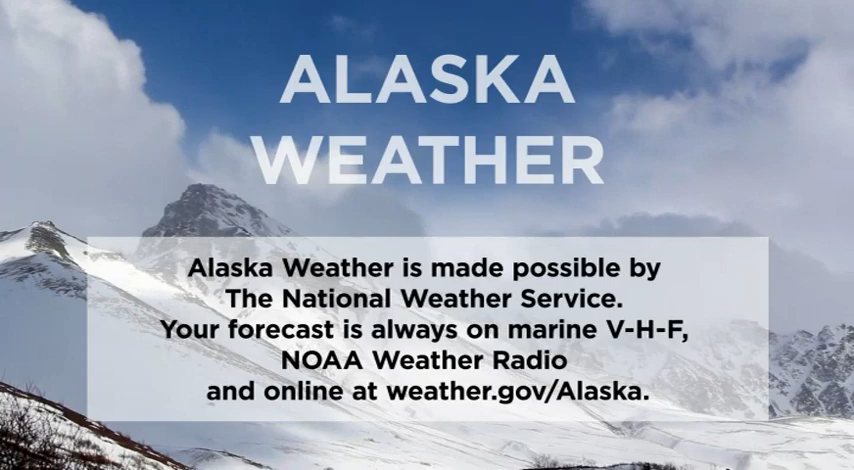 ALASKA
WEATHER
Alaska Weather is made possible by
The National Weather Service.
Your forecast is always on marine V-H-F,
NOAA Weather Radio
and online at weather.gov/Alaska.